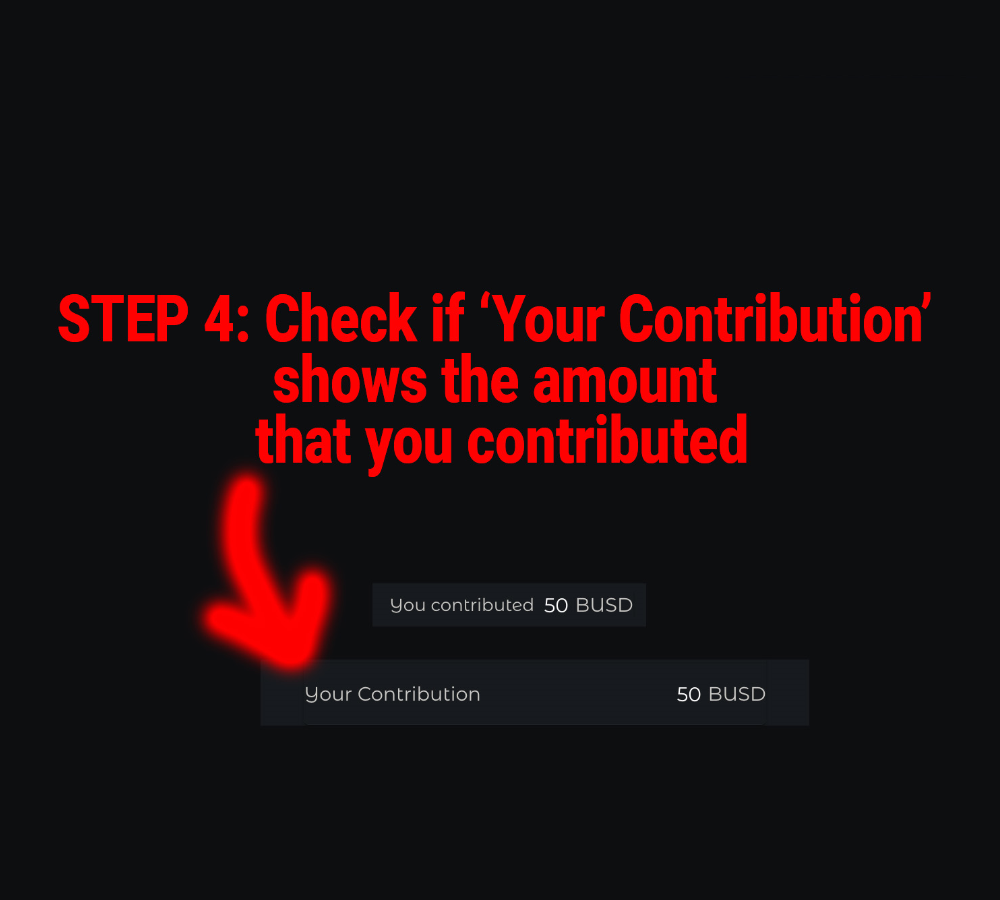 STEP 4: Check if ‘Your Contribution’
shows the amount
that you contributed
You contributed 50 BUSD
Your Contribution 50 BUSD